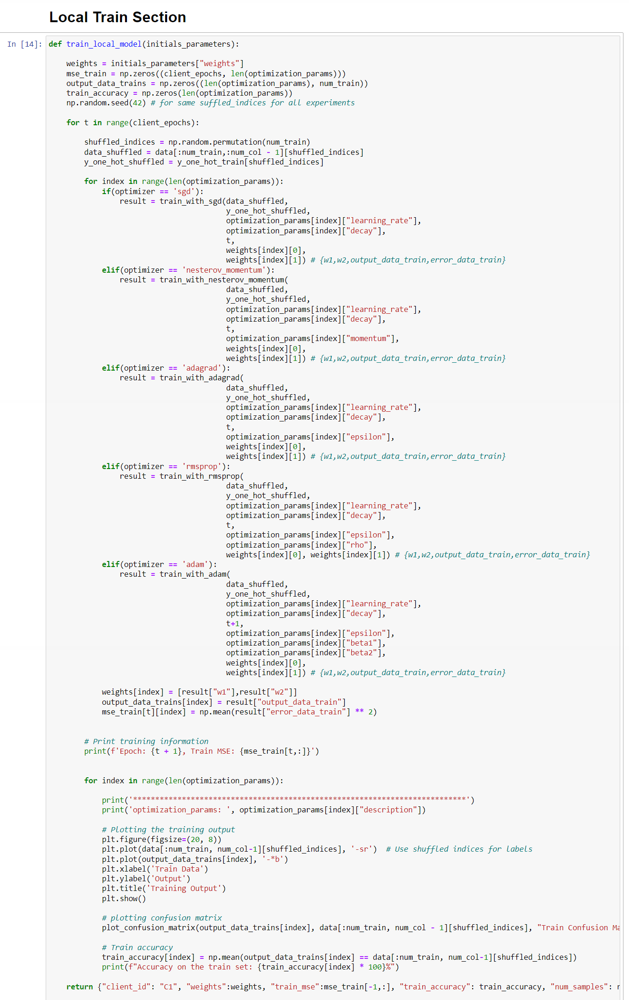 Local Train Section
In [14]: def train_local_model(initials_parameters):
    weights = initials_parameters["weights"]
    mse_train = np.zeros((client_epochs, len(optimization_params)))
    output_data_trains = np.zeros((len(optimization_params), num_train))
    train_accuracy = np.zeros(len(optimization_params))
    np.random.seed(42) # for same suffled_indices for all experiments
    for t in range(client_epochs):
        shuffled_indices = np.random.permutation(num_train)
        data_shuffled = data[:num_train,:num_col - 1][shuffled_indices]
        y_one_hot_shuffled = y_one_hot_train[shuffled_indices]
        for index in range(len(optimization_params)):
            if(optimizer == 'sgd'):
                result = train_with_sgd(data_shuffled,
                                        y_one_hot_shuffled,
                                        optimization_params[index]["learning_rate"],
                                        optimization_params[index]["decay"],
                                        t,
                                        weights[index][0],
                                        weights[index][1]) # {w1,w2,output_data_train,error_data_train}
            elif(optimizer == 'nesterov_momentum'):
                result = train_with_nesterov_momentum(
                                        data_shuffled,
                                        y_one_hot_shuffled,
                                        optimization_params[index]["learning_rate"],
                                        optimization_params[index]["decay"],
                                        t,
                                        optimization_params[index]["momentum"],
                                        weights[index][0],
                                        weights[index][1]) # {w1,w2,output_data_train,error_data_train}
            elif(optimizer == 'adagrad'):
                result = train_with_adagrad(
                                        data_shuffled,
                                        y_one_hot_shuffled,
                                        optimization_params[index]["learning_rate"],
                                        optimization_params[index]["decay"],
                                        t,
                                        optimization_params[index]["epsilon"],
                                        weights[index][0],
                                        weights[index][1]) # {w1,w2,output_data_train,error_data_train}
            elif(optimizer == 'rmsprop'):
                result = train_with_rmsprop(
                                        data_shuffled,
                                        y_one_hot_shuffled,
                                        optimization_params[index]["learning_rate"],
                                        optimization_params[index]["decay"],
                                        t,
                                        optimization_params[index]["epsilon"],
                                        optimization_params[index]["rho"],
                                        weights[index][0], weights[index][1]) # {w1,w2,output_data_train,error_data_train}
            elif(optimizer == 'adam'):
                result = train_with_adam(
                                        data_shuffled,
                                        y_one_hot_shuffled,
                                        optimization_params[index]["learning_rate"],
                                        optimization_params[index]["decay"],
                                        t+1,
                                        optimization_params[index]["epsilon"],
                                        optimization_params[index]["beta1"],
                                        optimization_params[index]["beta2"],
                                        weights[index][0],
                                        weights[index][1]) # {w1,w2,output_data_train,error_data_train}
            weights[index] = [result["w1"],result["w2"]]
            output_data_trains[index] = result["output_data_train"]
            mse_train[t][index] = np.mean(result["error_data_train"] ** 2)
        # Print training information
        print(f'Epoch: {t + 1}, Train MSE: {mse_train[t,:]}')
        for index in range(len(optimization_params)):
            print('***************************************************************************')
            print('optimization_params: ', optimization_params[index]["description"])
            # Plotting the training output
            plt.figure(figsize=(20, 8))
            plt.plot(data[:num_train, num_col-1][shuffled_indices], '-sr')  # Use shuffled indices for labels
            plt.plot(output_data_trains[index], '-*b')
            plt.xlabel('Train Data')
            plt.ylabel('Output')
            plt.title('Training Output')
            plt.show()
            # plotting confusion matrix
            plot_confusion_matrix(output_data_trains[index], data[:num_train, num_col - 1][shuffled_indices], "Train Confusion Ma
            # Train accuracy
            train_accuracy[index] = np.mean(output_data_trains[index] == data[:num_train, num_col-1][shuffled_indices])
            print(f"Accuracy on the train set: {train_accuracy[index] * 100}%")
    return {"client_id": "C1", "weights":weights, "train_mse":mse_train[-1,:], "train_accuracy": train_accuracy, "num_samples":